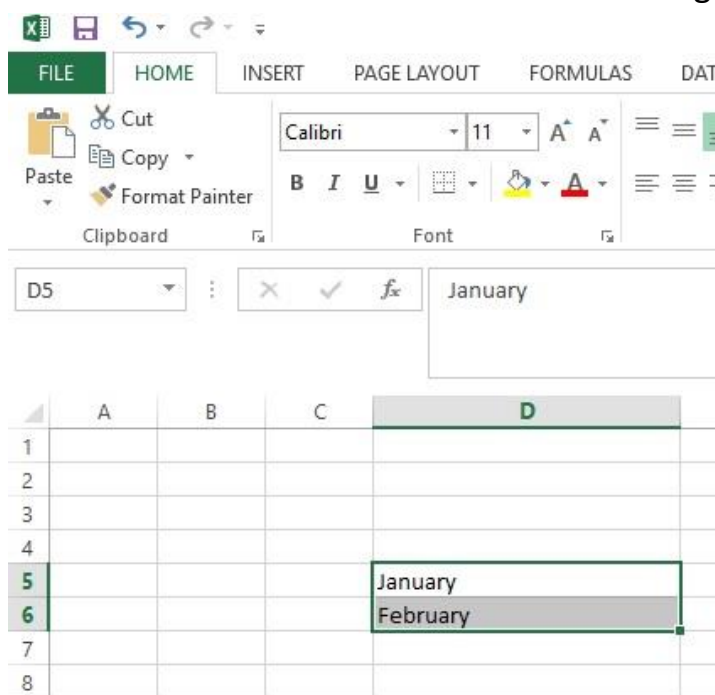 FILE HOME INSERT PAGE LAYOUT FORMULAS
Cut
Calibri 11 A A
Copy
Paste
B I U A
Format Painter
Clipboard Font
D5 fx January
A B C D
1
2
3
4
5 January
6 February
7
8